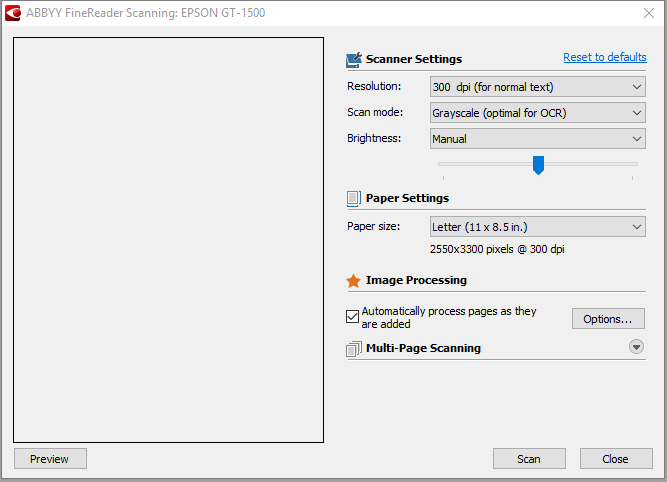 ABBYY FineReader Scanning: EPSON GT-1500
Scanner Settings
Reset to defaults
Resolution:
300 dpi (for normal text)
Scan mode:
Grayscale (optimal for OCR)
Brightness:
Manual
Paper Settings
Paper size:
Letter (11 x 8.5 in.)
2550x3300 pixels @ 300 dpi
Image Processing
Automatically process pages as they
are added
Options...
Multi-Page Scanning
Preview
Scan
Close